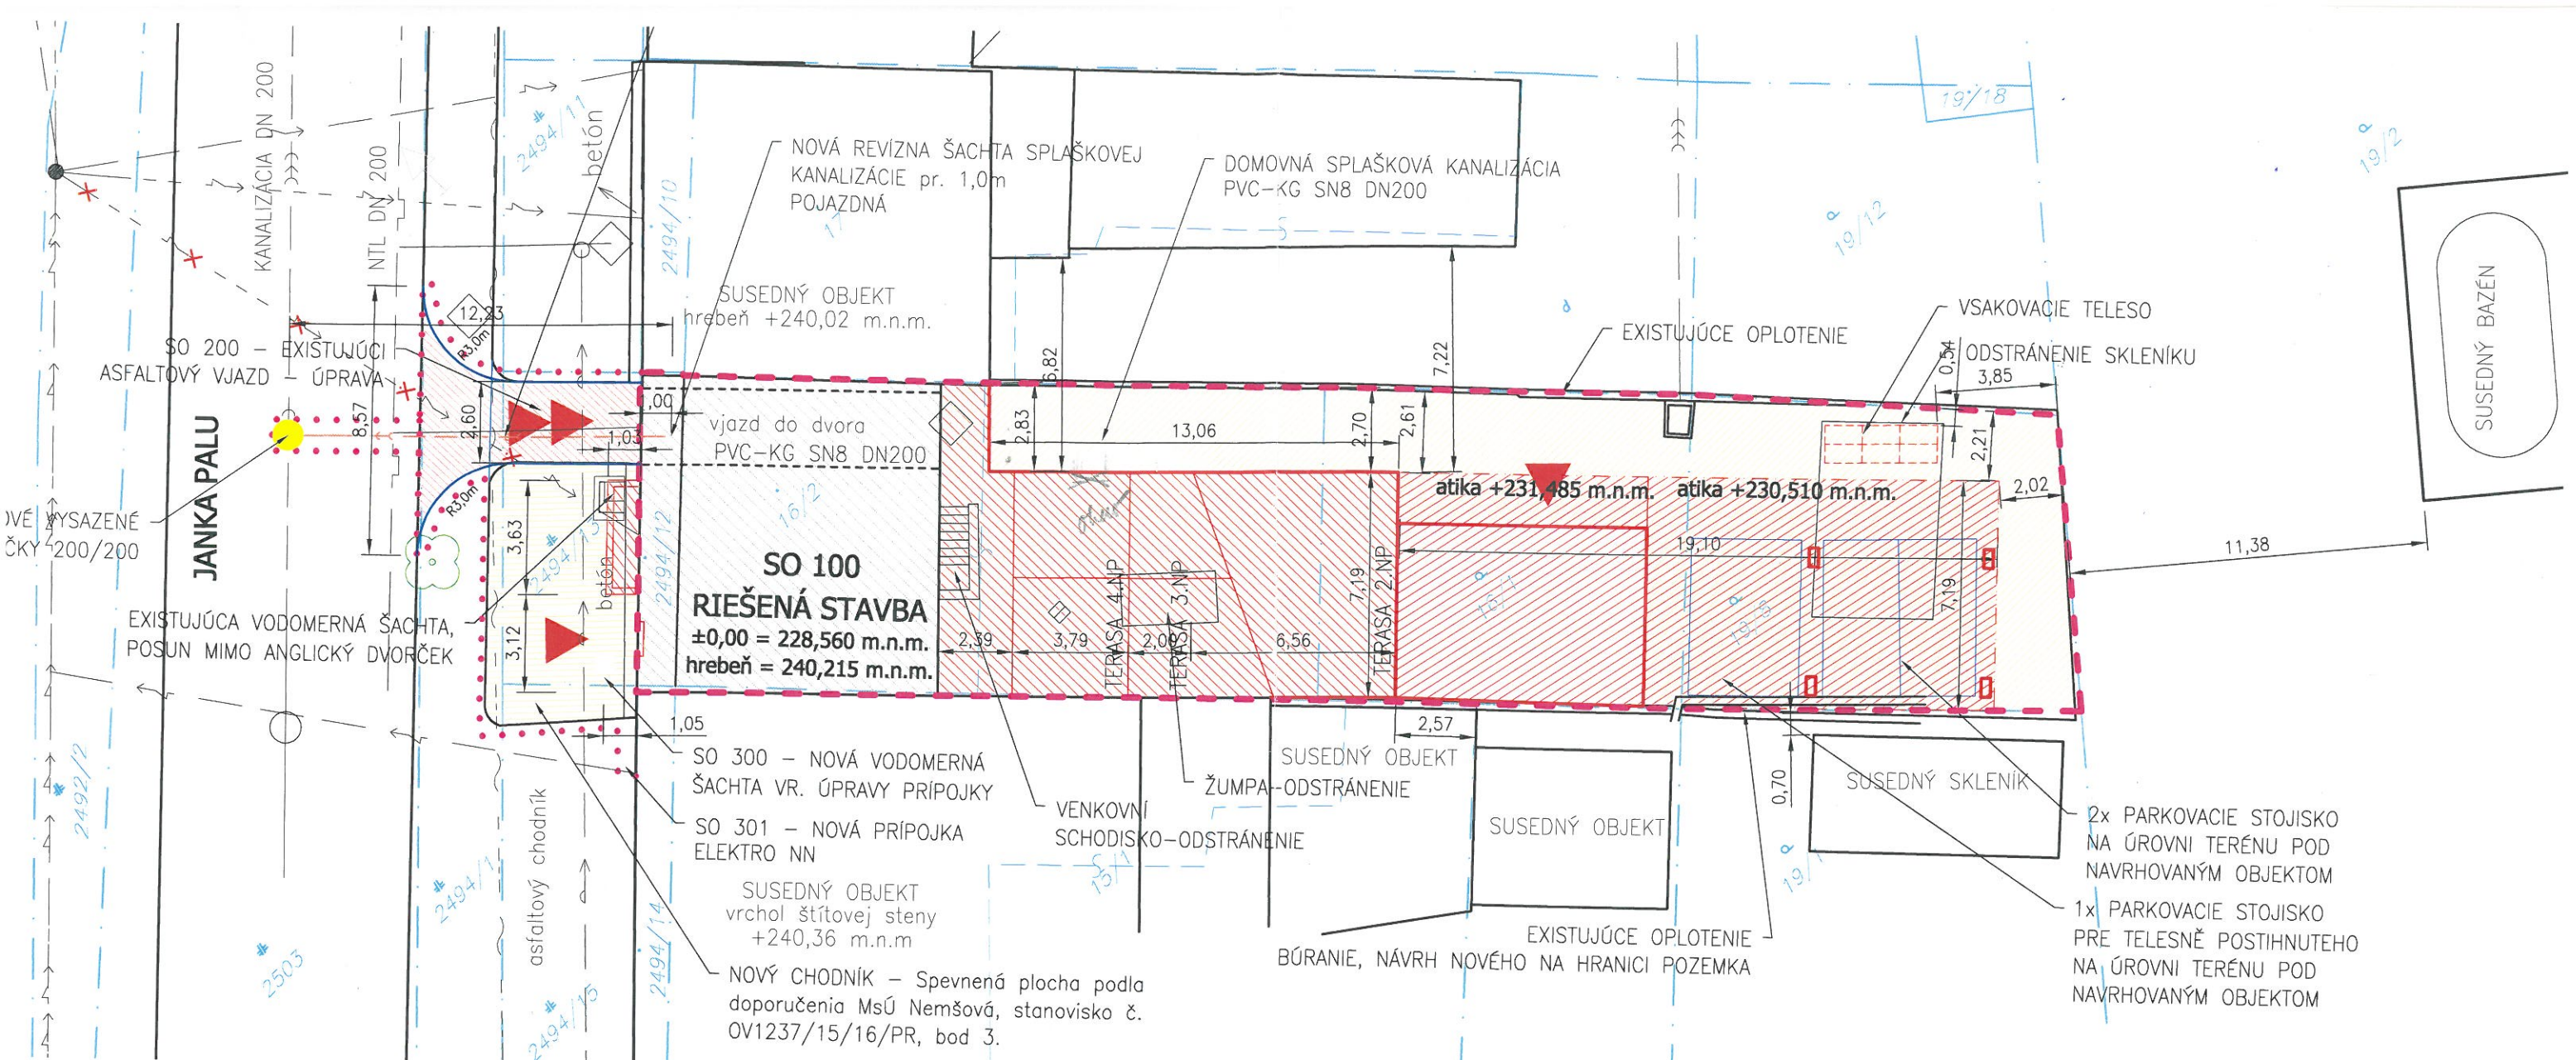 KANALIZÁCIA DN 200
NTL DN 200
2494/11
betón
2494/10
17
NOVÁ REVÍZNA ŠACHTA SPLAŠKOVEJ
KANALIZÁCIE pr. 1,0m
POJAZDNÁ
DOMOVNÁ SPLAŠKOVÁ KANALIZÁCIA
PVC-KG SN8 DN200
19/18
19/2
19/12
SUSEDNÝ BAZÉN
SUSEDNÝ OBJEKT
hrebeň +240,02 m.n.m.
12,23
R3,0m
8,57
2,60
SO 200 – EXISTUJÚCI
ASFALTOVÝ VJAZD – ÚPRAVA
6,82
7,22
EXISTUJÚCE OPLOTENIE
VSAKOVACIE TELESO
ODSTRÁNENIE SKLENÍKU
0,54
3,85
JANKA PALU
1,00
1,03
vjazd do dvora
PVC-KG SN8 DN200
2,83
13,06
2,70
2,61
2,21
2,02
atika +231,485 m.n.m.
atika +230,510 m.n.m.
VYSAZENÉ
200/200
R3,0m
3,63
3,12
2494/13
betón
2494/12
16/2
SO 100
RIEŠENÁ STAVBA
±0,00 = 228,560 m.n.m.
hrebeň = 240,215 m.n.m.
2,39
3,79
TERASA 4.NP
TERASA 3.NP
6,56
7,19
TERASA 2.NP
19,10
7,19
11,38
EXISTUJÚCA VODOMERNÁ ŠACHTA,
POSUN MIMO ANGLICKÝ DVORČEK
1,05
SO 300 – NOVÁ VODOMERNÁ
ŠACHTA VR. ÚPRAVY PRÍPOJKY
SO 301 – NOVÁ PRÍPOJKA
ELEKTRO NN
VENKOVNÍ
SCHODISKO-ODSTRÁNENIE
SUSEDNÝ OBJEKT
ŽUMPA-ODSTRÁNENIE
2,57
SUSEDNÝ OBJEKT
0,70
SUSEDNÝ SKLENÍK
2x PARKOVACIE STOJISKO
NA ÚROVNI TERÉNU POD
NAVRHOVANÝM OBJEKTOM
1x PARKOVACIE STOJISKO
PRE TELESNĚ POSTIHNUTEHO
NA ÚROVNI TERÉNU POD
NAVRHOVANÝM OBJEKTOM
2492/2
2494/1
2503
asfaltový chodník
2494/15
2494/14
15/1
SUSEDNÝ OBJEKT
vrchol štítovej steny
+240,36 m.n.m
EXISTUJÚCE OPLOTENIE
BÚRANIE, NÁVRH NOVÉHO NA HRANICI POZEMKA
NOVÝ CHODNÍK – Spevnená plocha podla
doporučenia MsÚ Nemšová, stanovisko č.
OV1237/15/16/PR, bod 3.